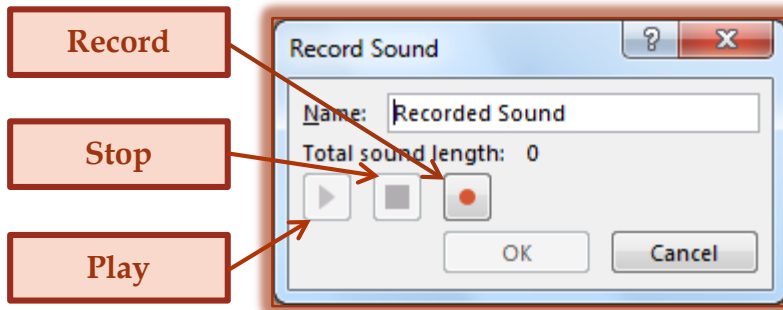 Record
Record Sound
Name: Recorded Sound
Stop
Total sound length: 0
Play
OK
Cancel